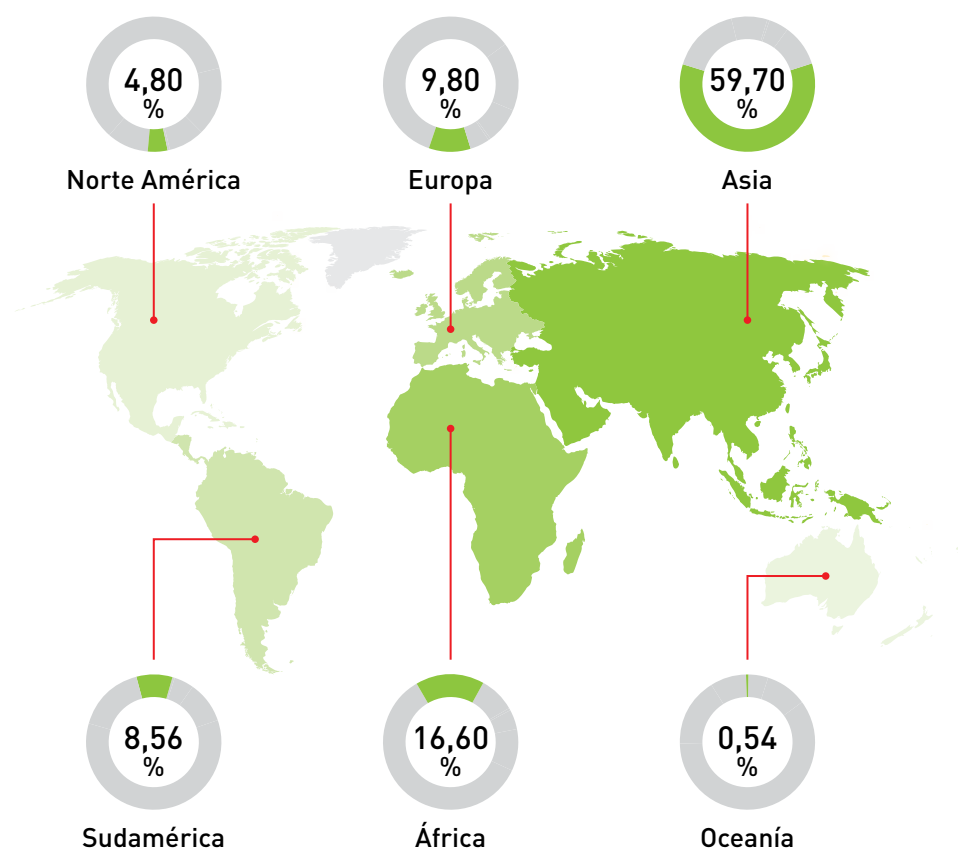 4,80
%
Norte América
9,80
%
Europa
59,70
%
Asia
8,56
%
Sudamérica
16,60
%
África
0,54
%
Oceanía